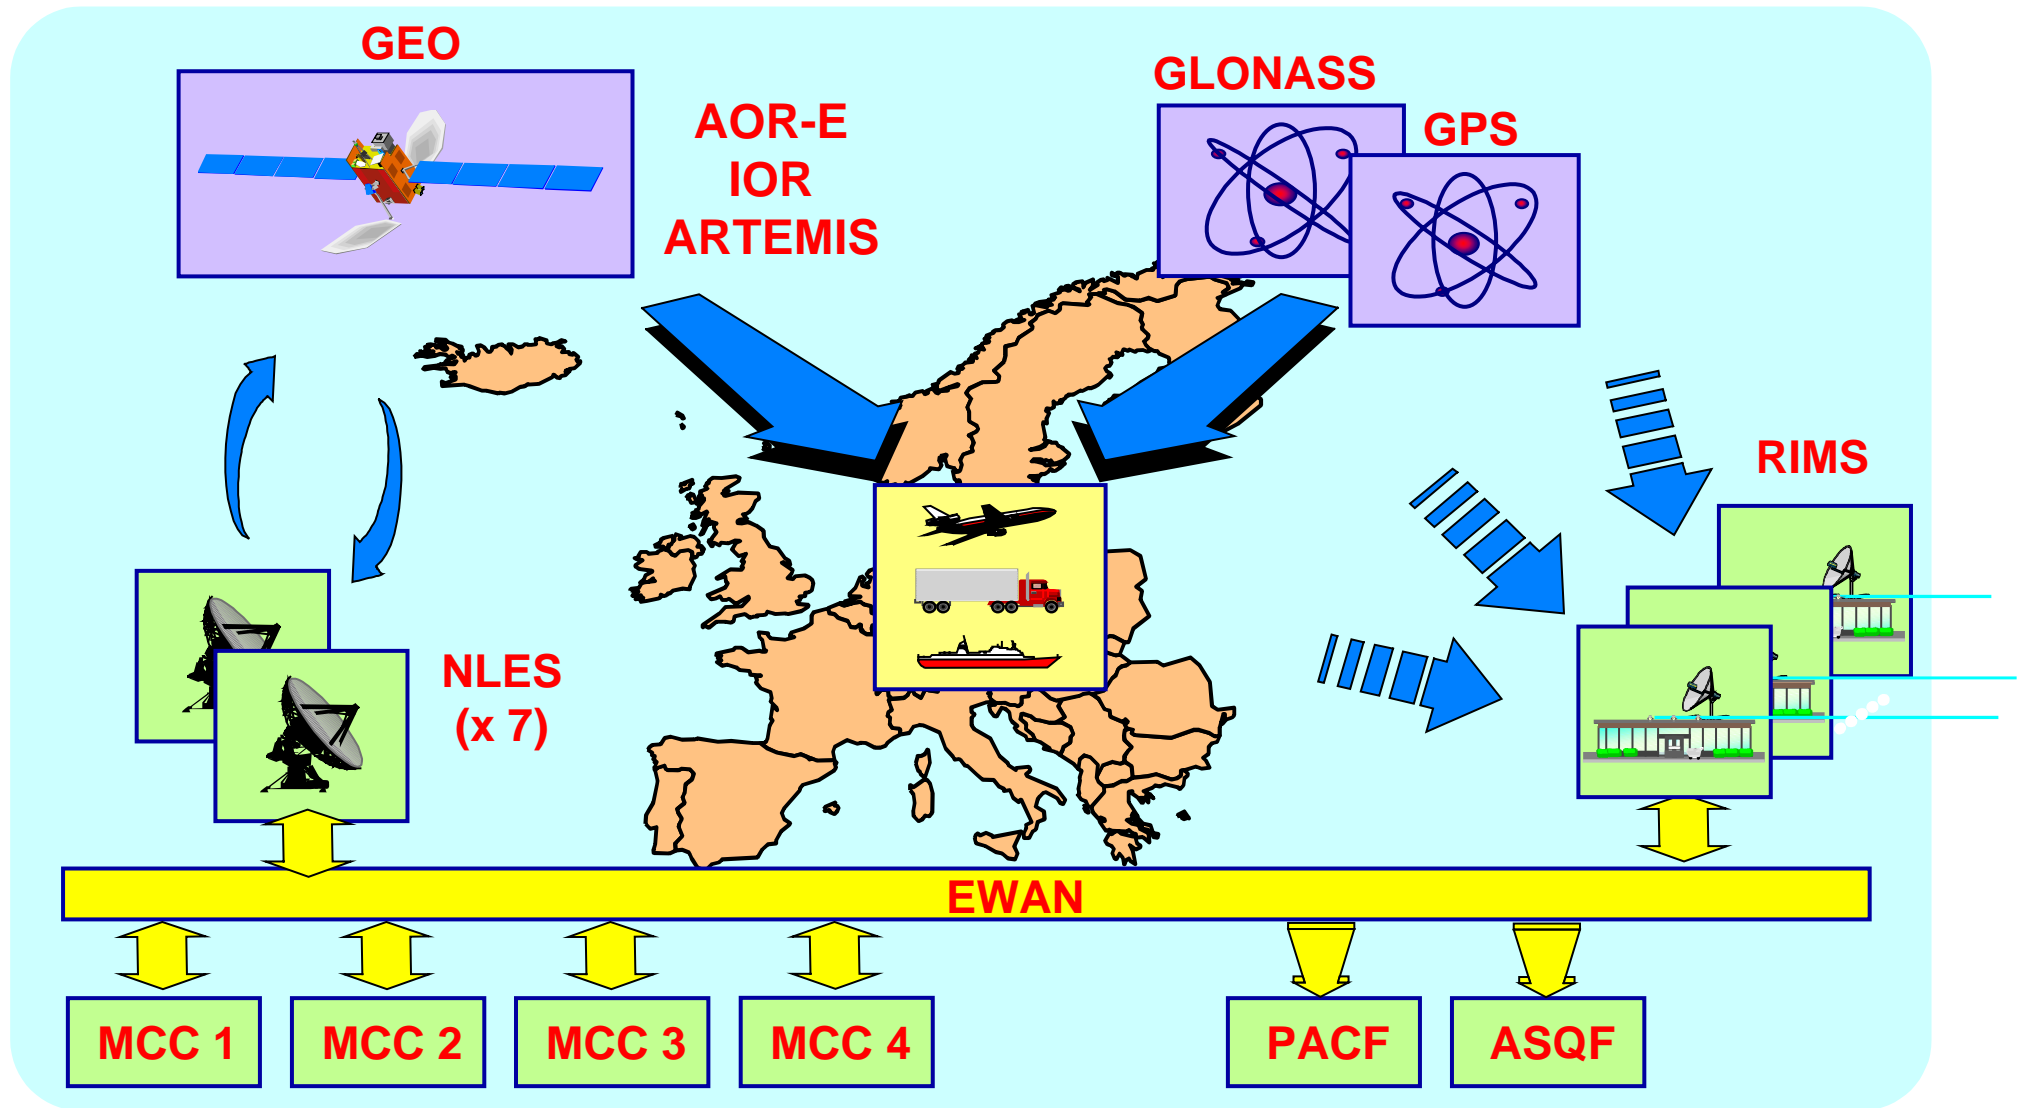 GEO
AOR-E
IOR
ARTEMIS
GLONASS
GPS
RIMS
NLES
(x 7)
EWAN
MCC 1
MCC 2
MCC 3
MCC 4
PACF
ASQF